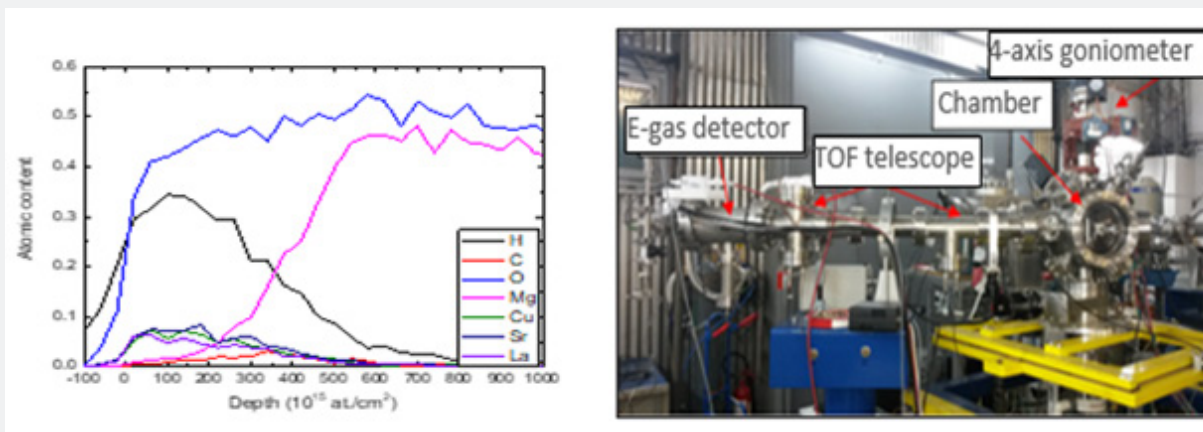 0.6
0.5
0.4
0.3
0.2
0.1
0.0
Atomic content
-100 0 100 200 300 400 500 600 700 800 900 1000
Depth (10¹⁵ at./cm²)
H
C
O
Mg
Cu
Sr
La
4-axis goniometer
Chamber
E-gas detector
TOF telescope